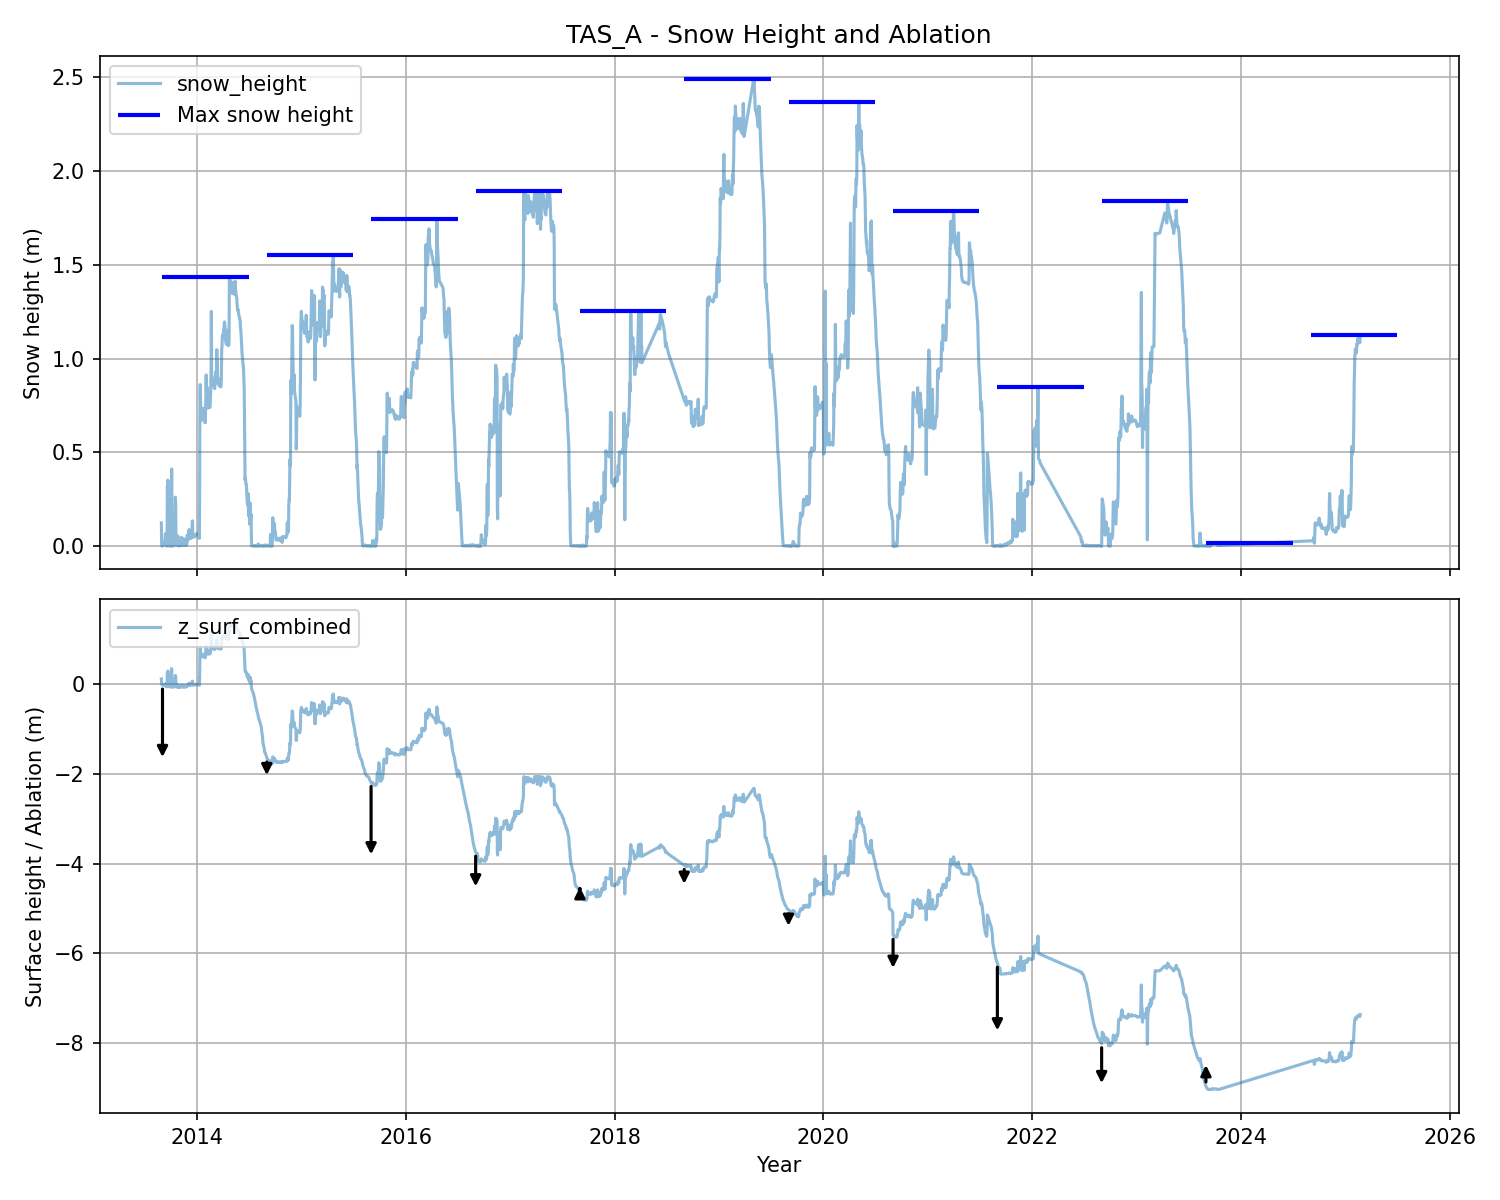 TAS_A - Snow Height and Ablation
snow_height
Max snow height
Snow height (m)
2.5
2.0
1.5
1.0
0.5
0.0
z_surf_combined
Surface height / Ablation (m)
0
−2
−4
−6
−8
2014 2016 2018 2020 2022 2024 2026
Year